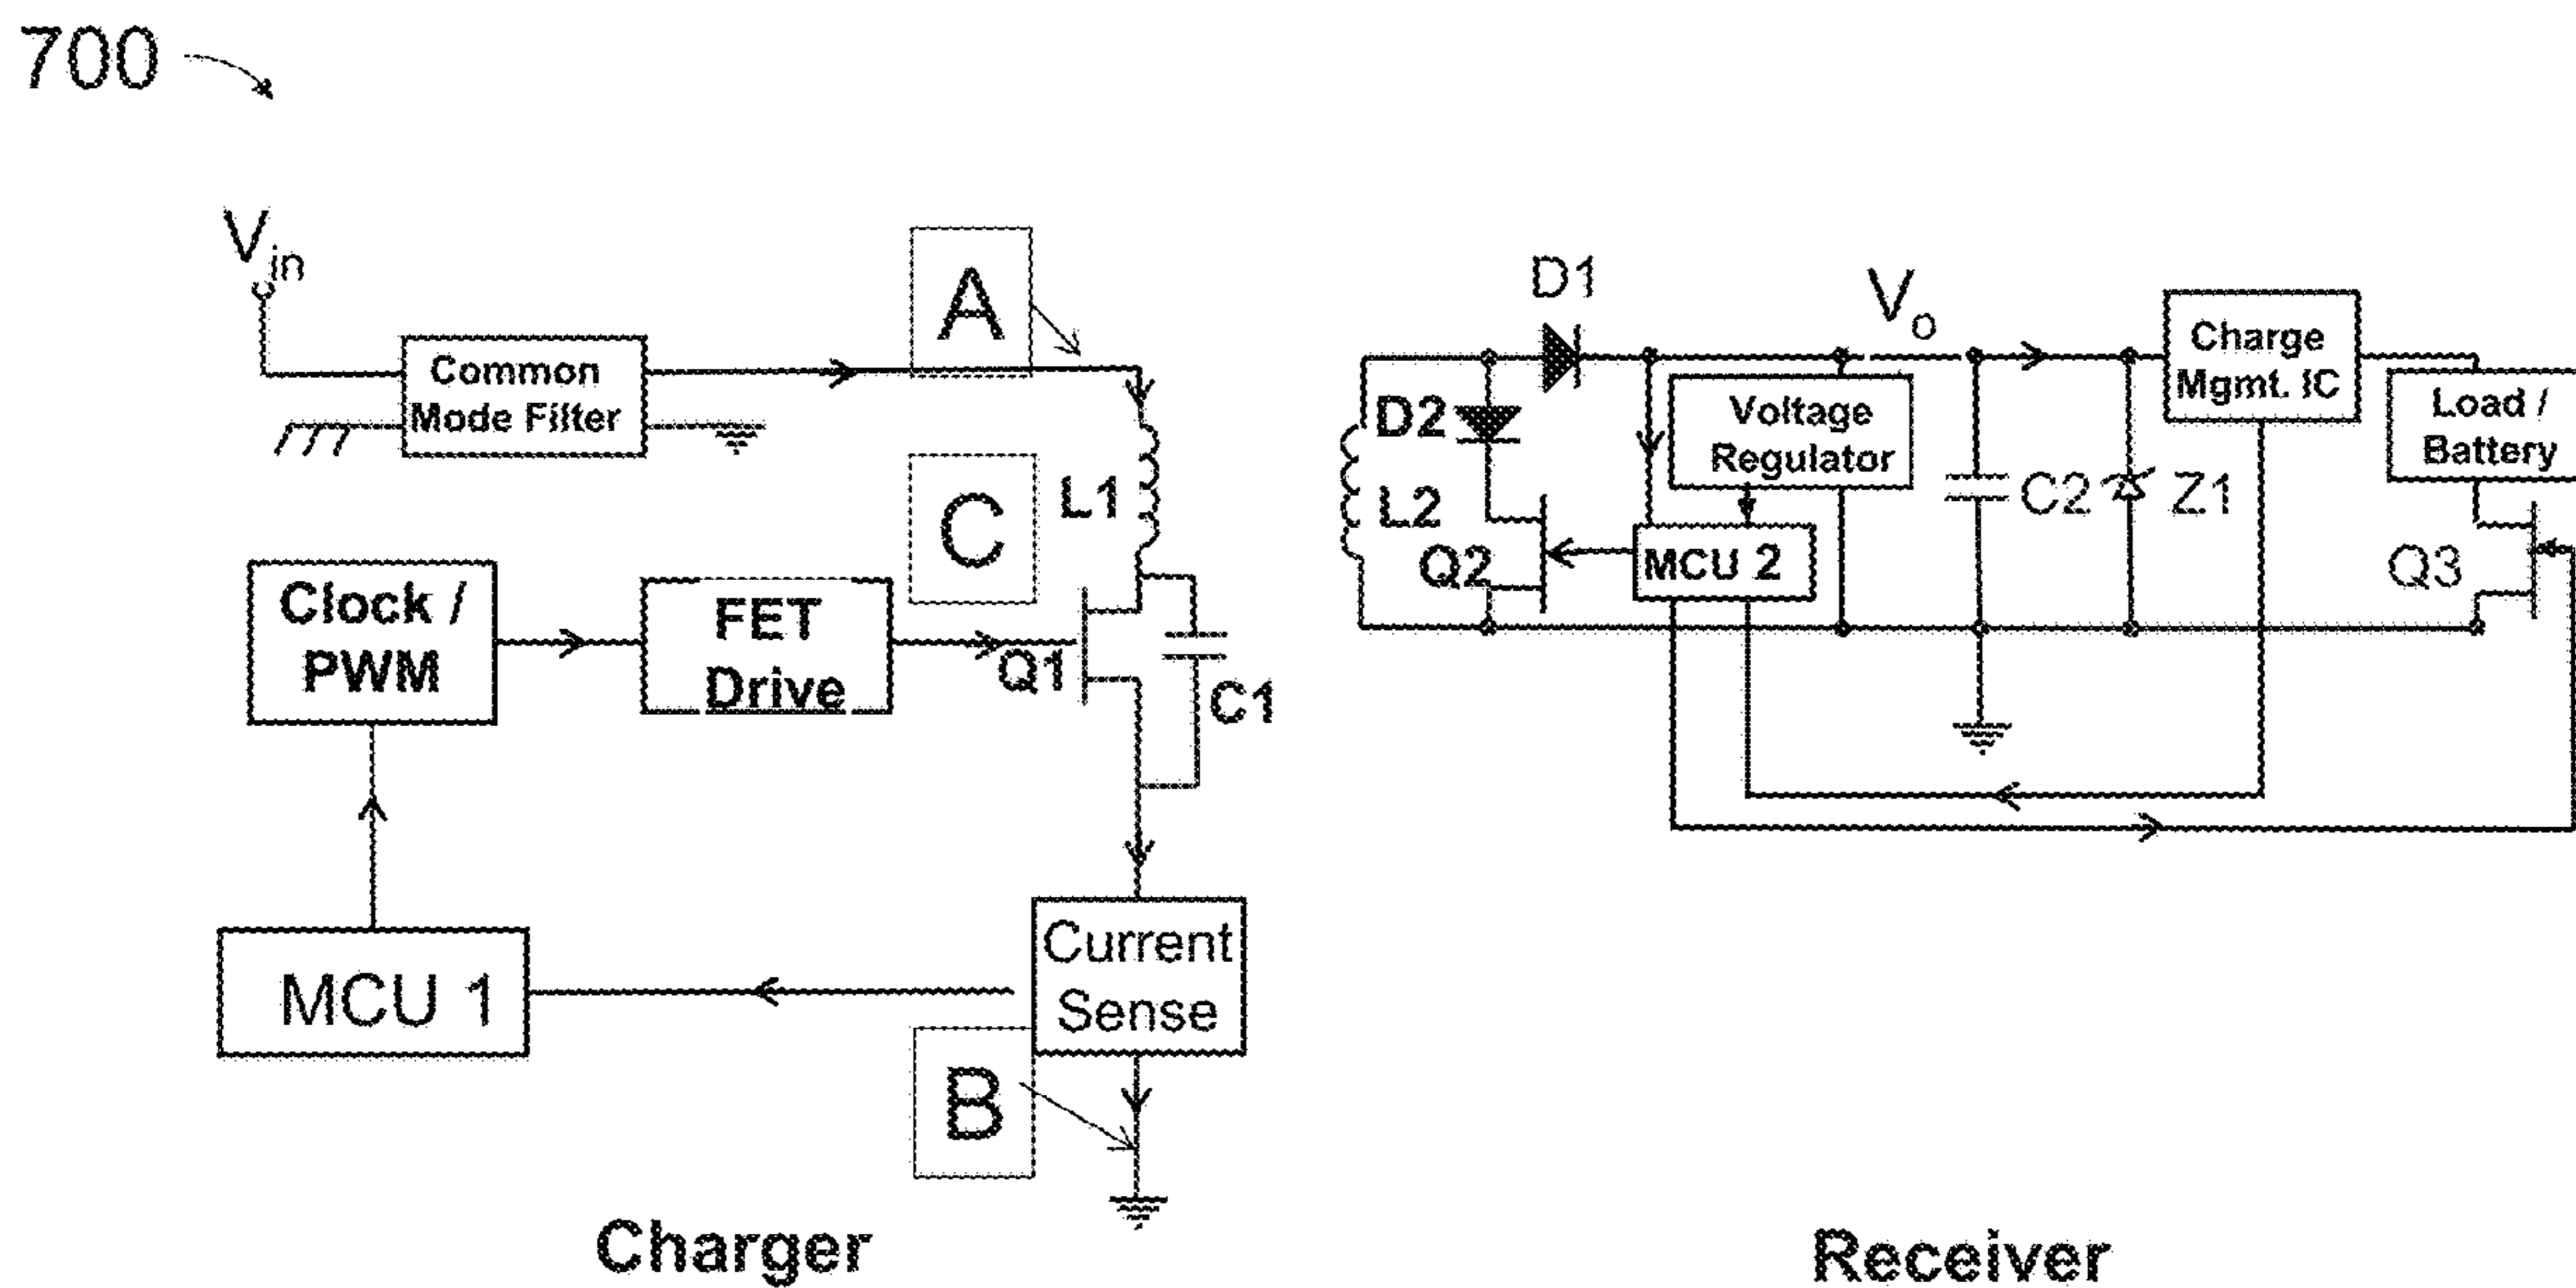 700
Vin
Common
Mode Filter
A
C
L1
Clock /
PWM
FET
Drive
Q1
C1
MCU 1
Current
Sense
B
Charger
D1
Vo
Charge
Mgmt. IC
D2
Voltage
Regulator
Load /
Battery
L2
C2
Z1
Q2
MCU 2
Q3
Receiver